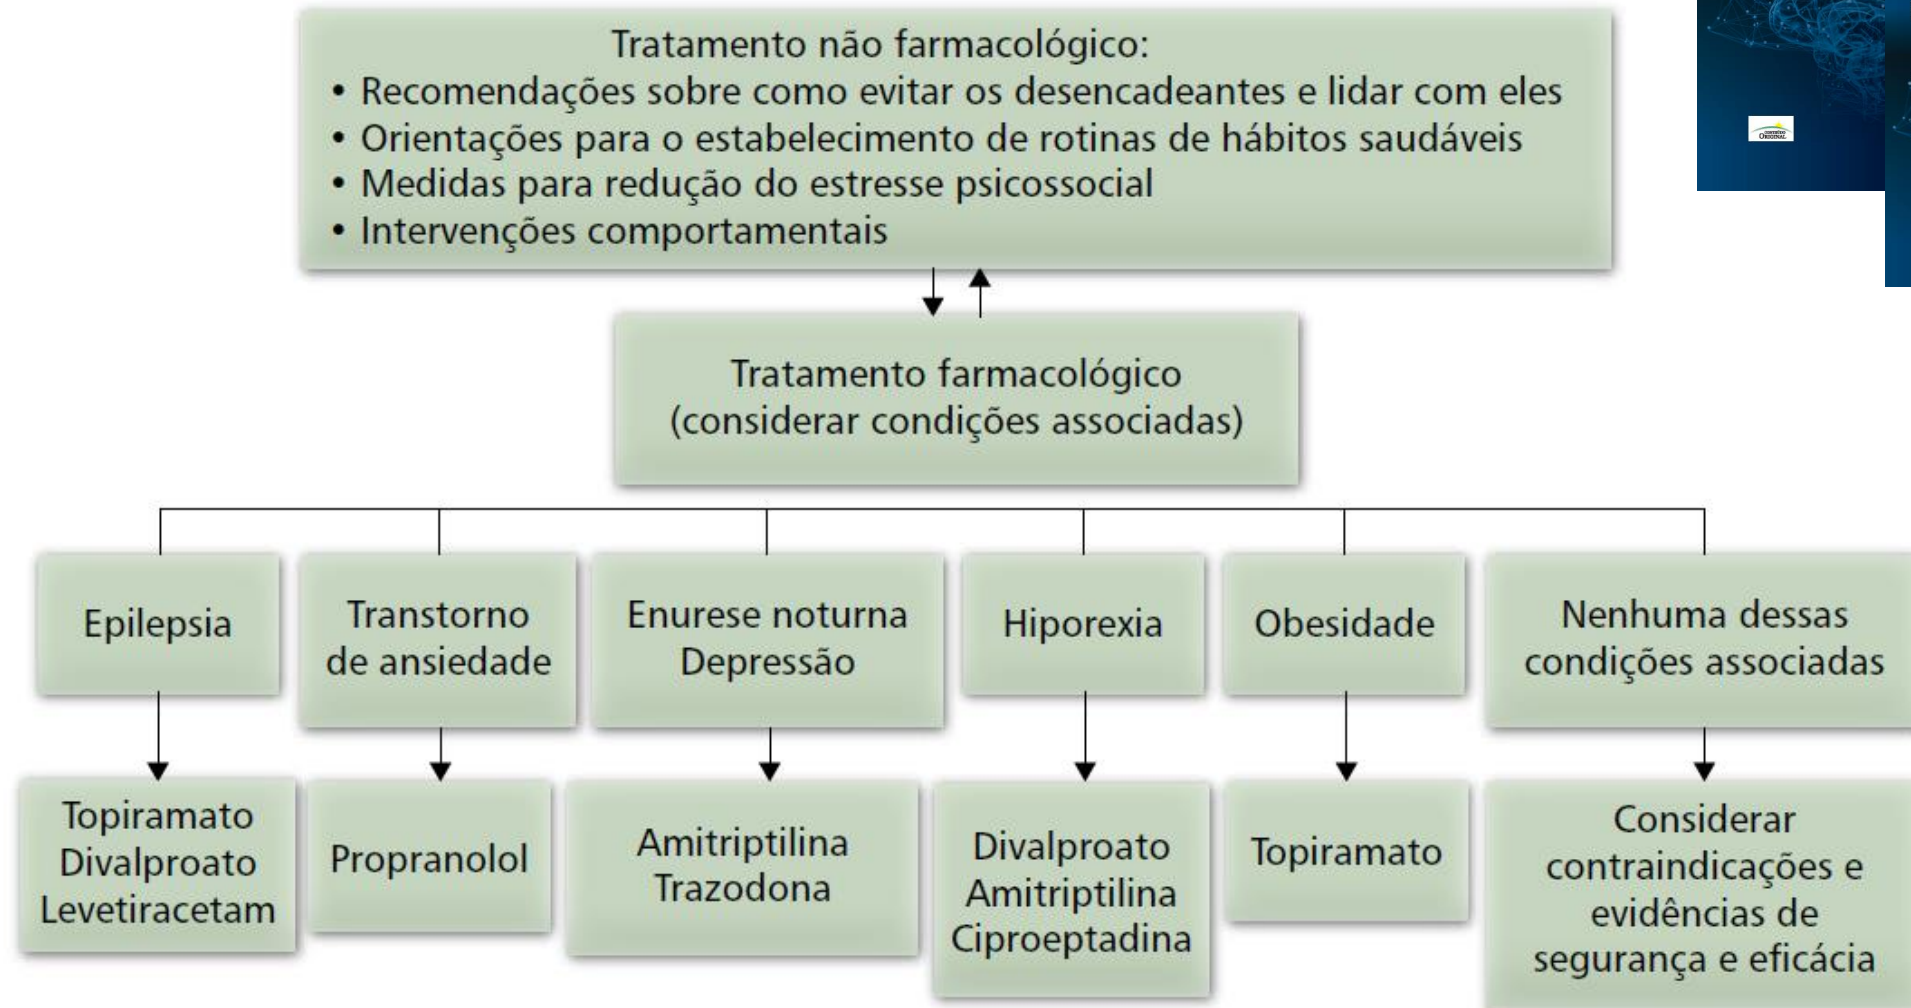 Tratamento não farmacológico:
• Recomendações sobre como evitar os desencadeantes e lidar com eles
• Orientações para o estabelecimento de rotinas de hábitos saudáveis
• Medidas para redução do estresse psicossocial
• Intervenções comportamentais
Tratamento farmacológico
(considerar condições associadas)
Epilepsia
Transtorno
de ansiedade
Enurese noturna
Depressão
Hiporexia
Obesidade
Nenhuma dessas
condições associadas
Topiramato
Divalproato
Levetiracetam
Propranolol
Amitriptilina
Trazodona
Divalproato
Amitriptilina
Ciproeptadina
Topiramato
Considerar
contraindicações e
evidências de
segurança e eficácia